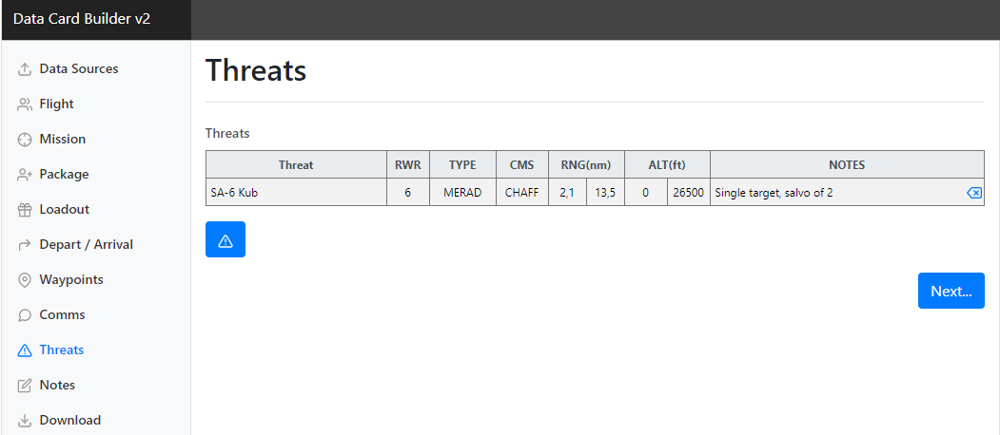 Data Card Builder v2
Data Sources
Flight
Mission
Package
Loadout
Depart / Arrival
Waypoints
Comms
Threats
Notes
Download
Threats
Threats
Threat RWR TYPE CMS RNG(nm) ALT(ft) NOTES
SA-6 Kub 6 MERAD CHAFF 2,1 13,5 0 26500 Single target, salvo of 2
Next...